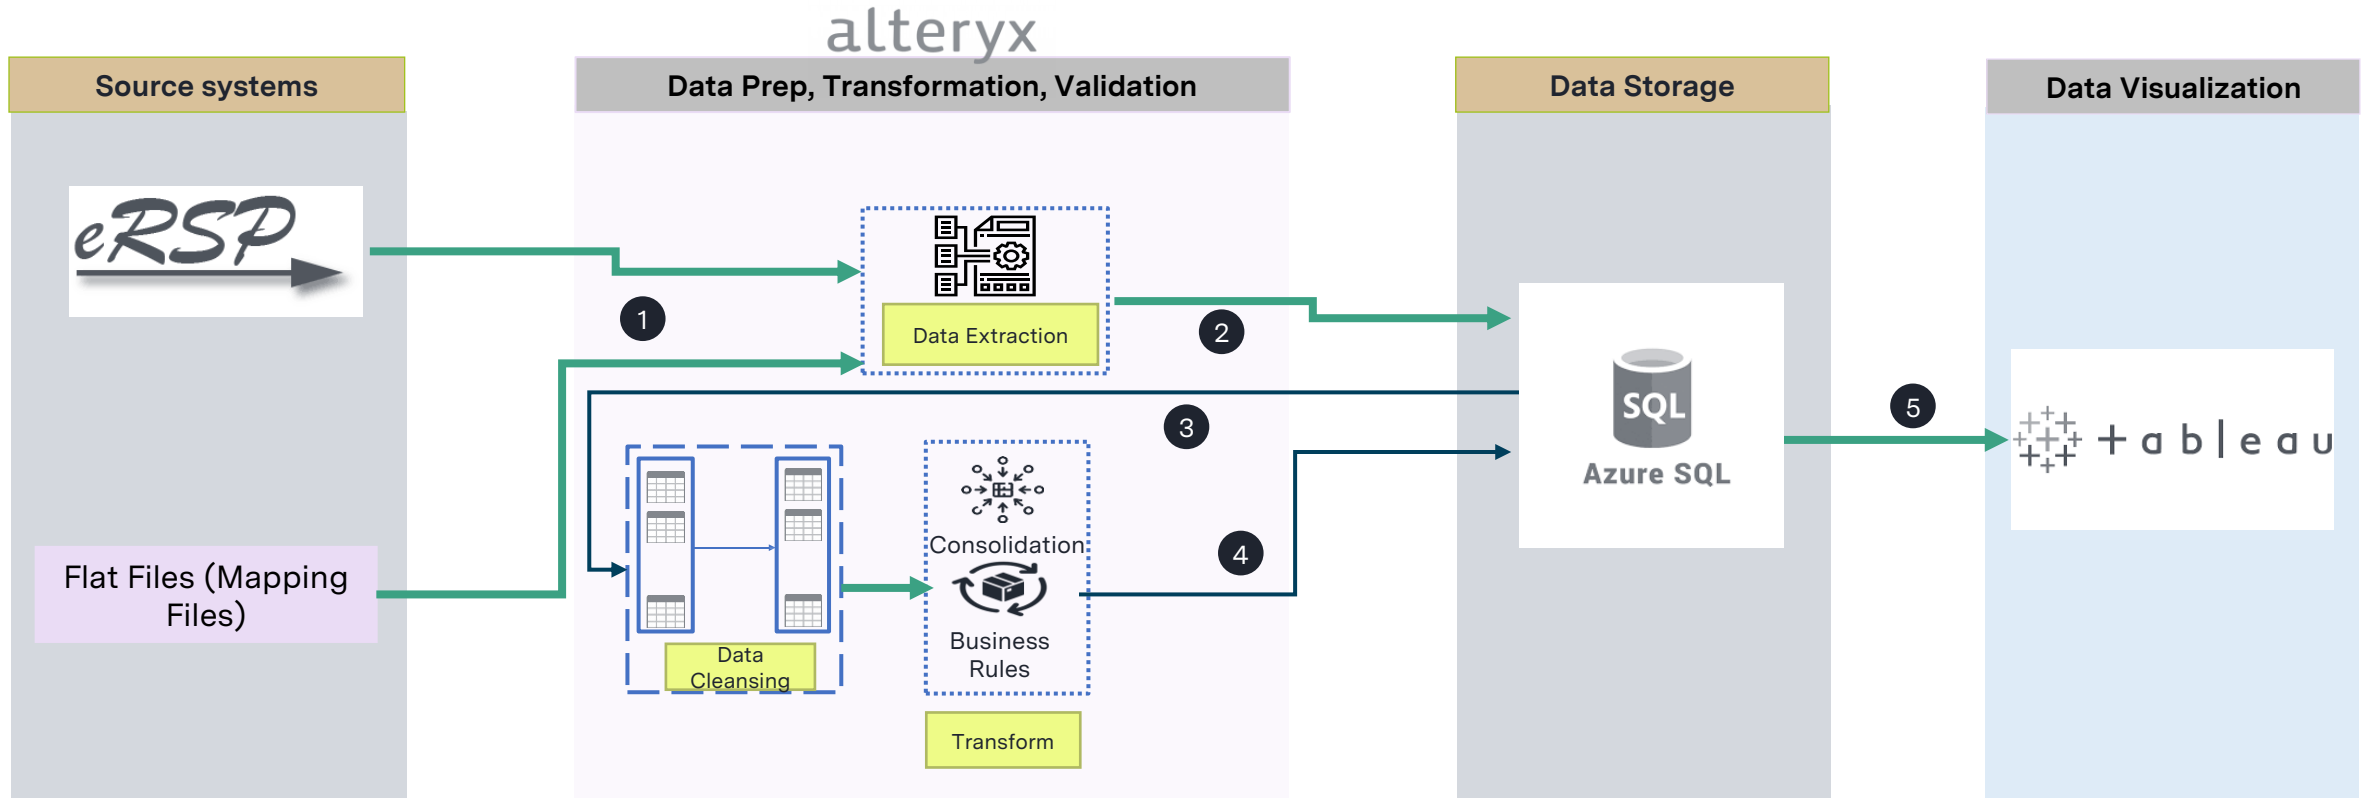 alteryx
Source systems
Data Prep, Transformation, Validation
Data Storage
Data Visualization
eRSP
1
Data Extraction
2
3
SQL
Azure SQL
5
+ableau
Flat Files (Mapping
Files)
Data
Cleansing
Consolidation
Business
Rules
4
Transform